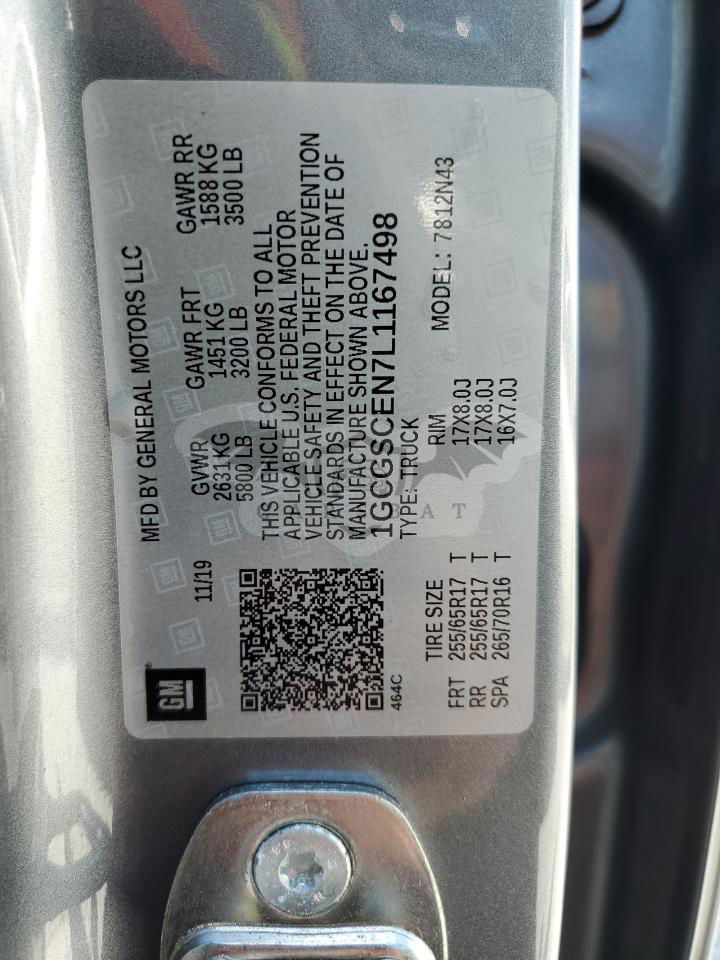 GM
MFD BY GENERAL MOTORS LLC
11/19
GVWR GAWR FRT GAWR RR
2631 KG 1451 KG 1588 KG
5800 LB 3200 LB 3500 LB
THIS VEHICLE CONFORMS TO ALL
APPLICABLE U.S. FEDERAL MOTOR
VEHICLE SAFETY AND THEFT PREVENTION
STANDARDS IN EFFECT ON THE DATE OF
MANUFACTURE SHOWN ABOVE.
1GCGSCEN7L1167498
464C
TYPE: TRUCK MODEL: 7812N43
TIRE SIZE RIM
FRT 255/65R17 T 17X8.0J
RR 255/65R17 T 17X8.0J
SPA 265/70R16 T 16X7.0J